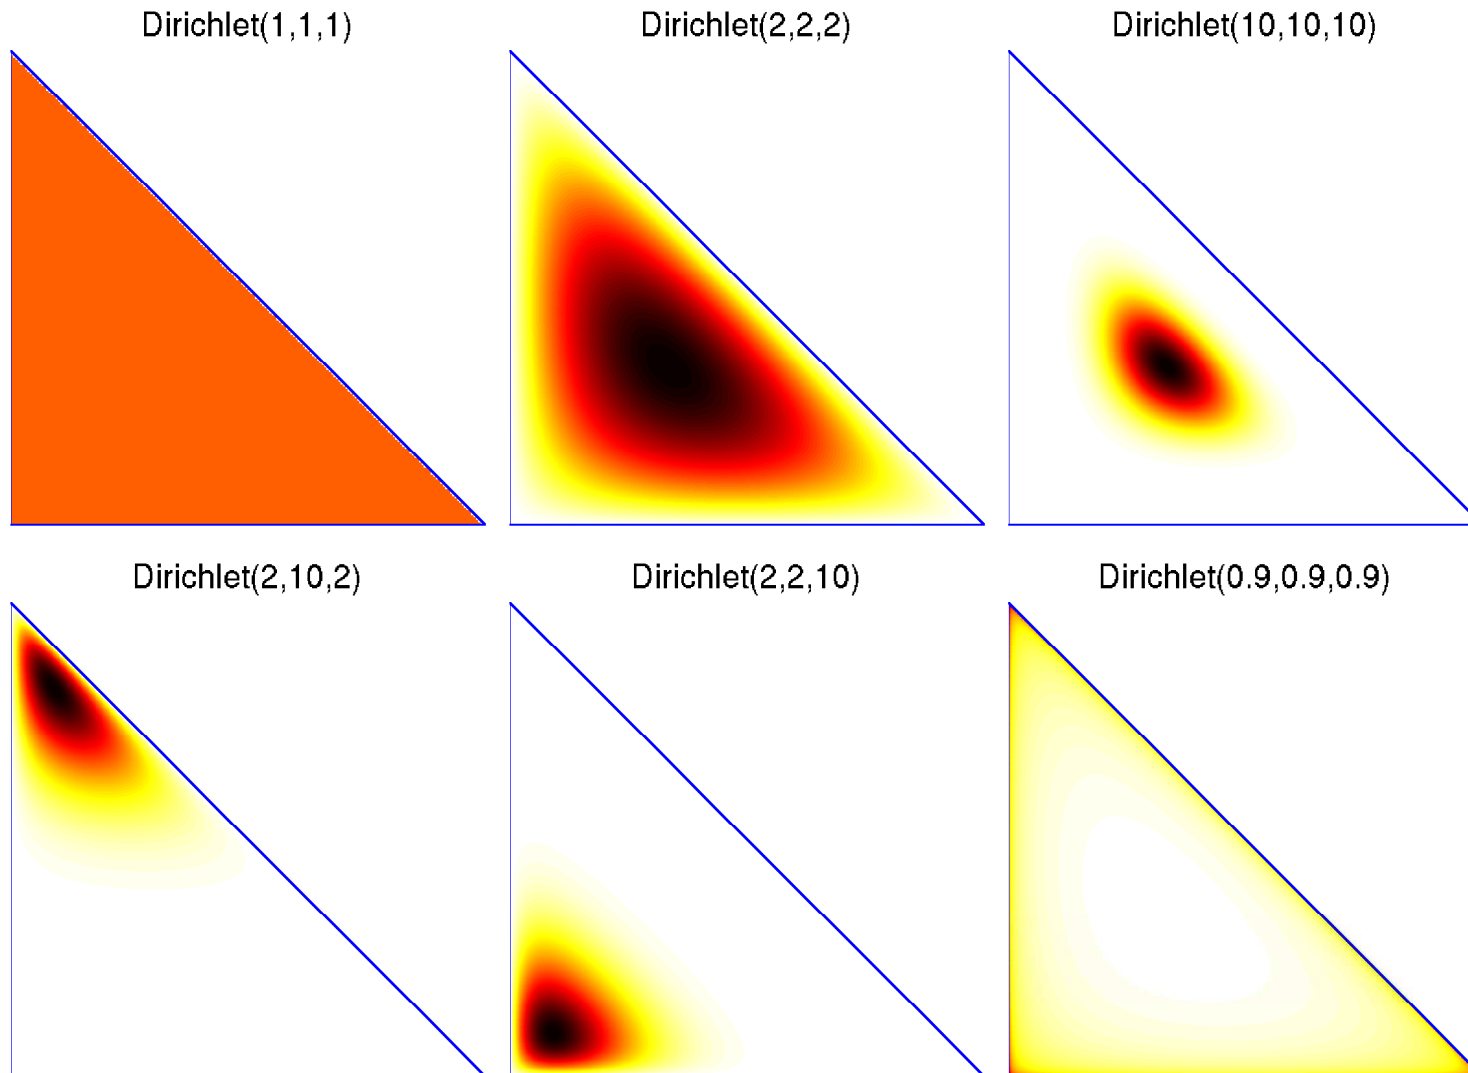 Dirichlet(1,1,1)
Dirichlet(2,2,2)
Dirichlet(10,10,10)
Dirichlet(2,10,2)
Dirichlet(2,2,10)
Dirichlet(0.9,0.9,0.9)